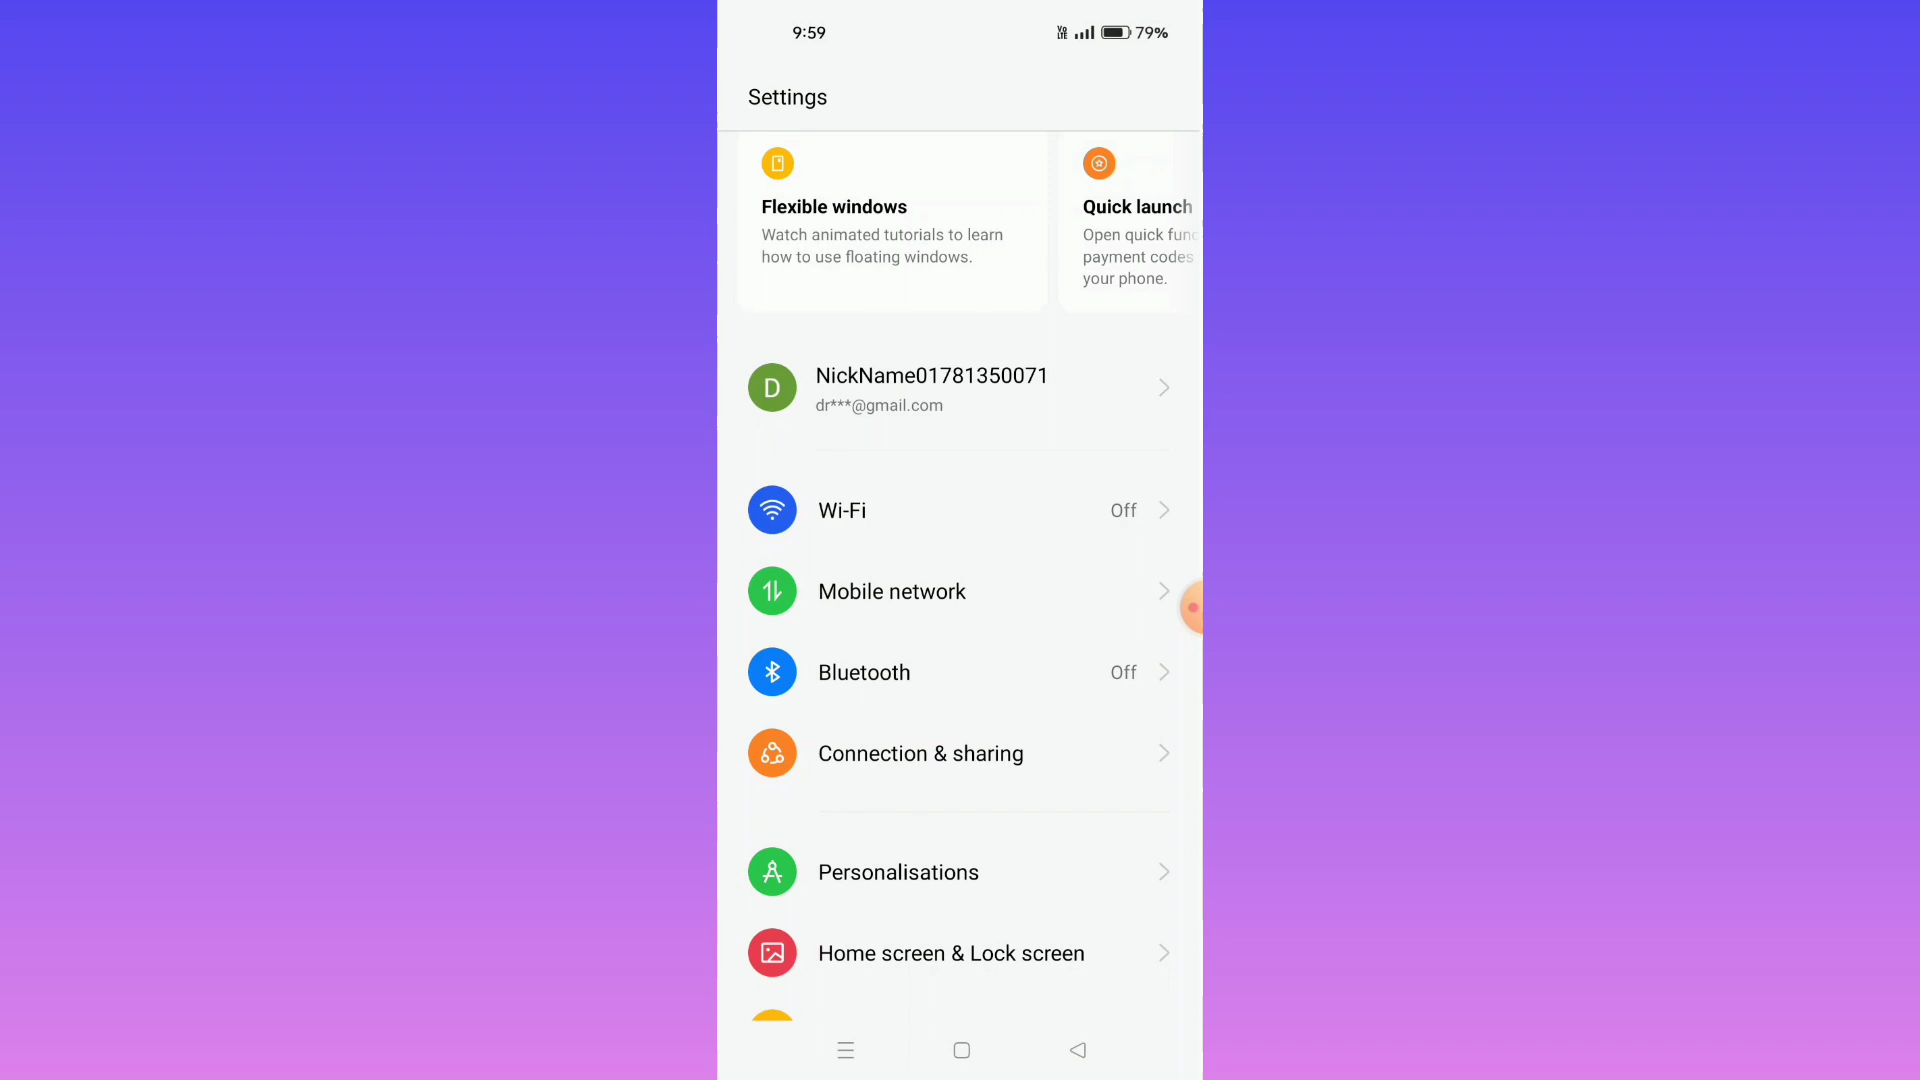 9:59
Vo LTE 79%
Settings
Flexible windows
Watch animated tutorials to learn
how to use floating windows.
Quick launch
Open quick func
payment codes
your phone.
D
NickName01781350071
dr***@gmail.com
Wi-Fi Off
Mobile network
Bluetooth Off
Connection & sharing
Personalisations
Home screen & Lock screen